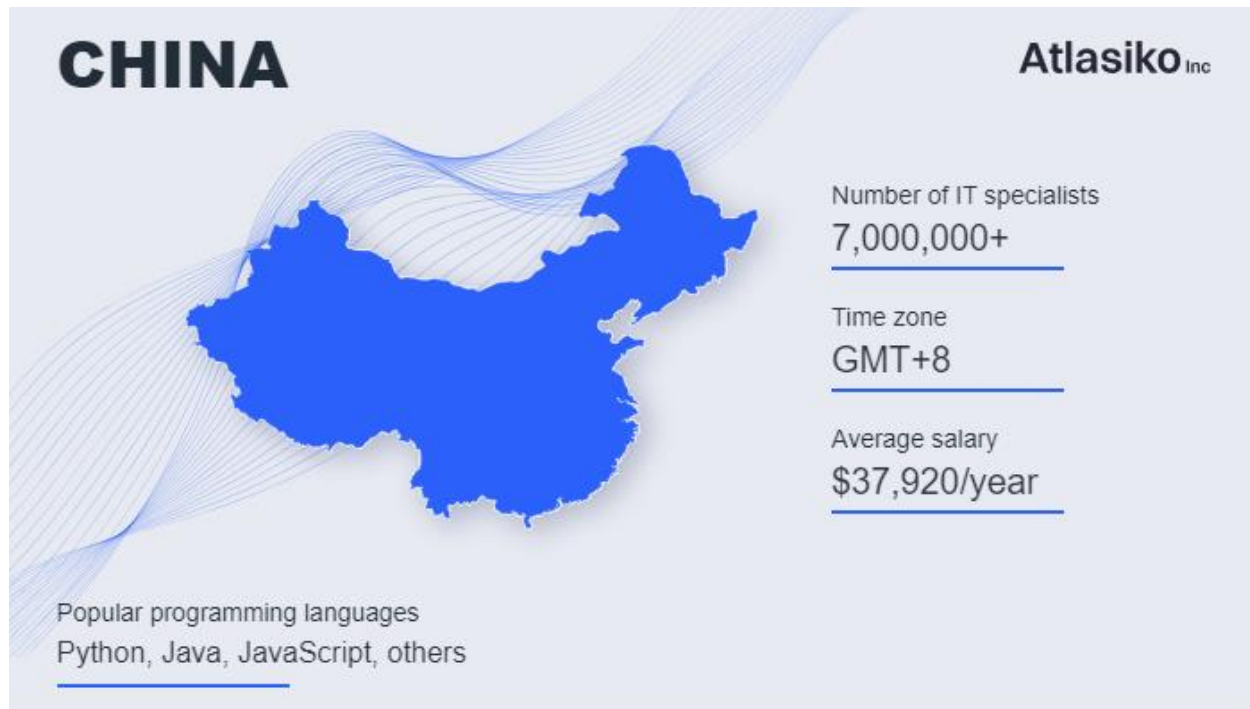 CHINA
Atlasiko Inc
Number of IT specialists
7,000,000+
Time zone
GMT+8
Average salary
$37,920/year
Popular programming languages
Python, Java, JavaScript, others